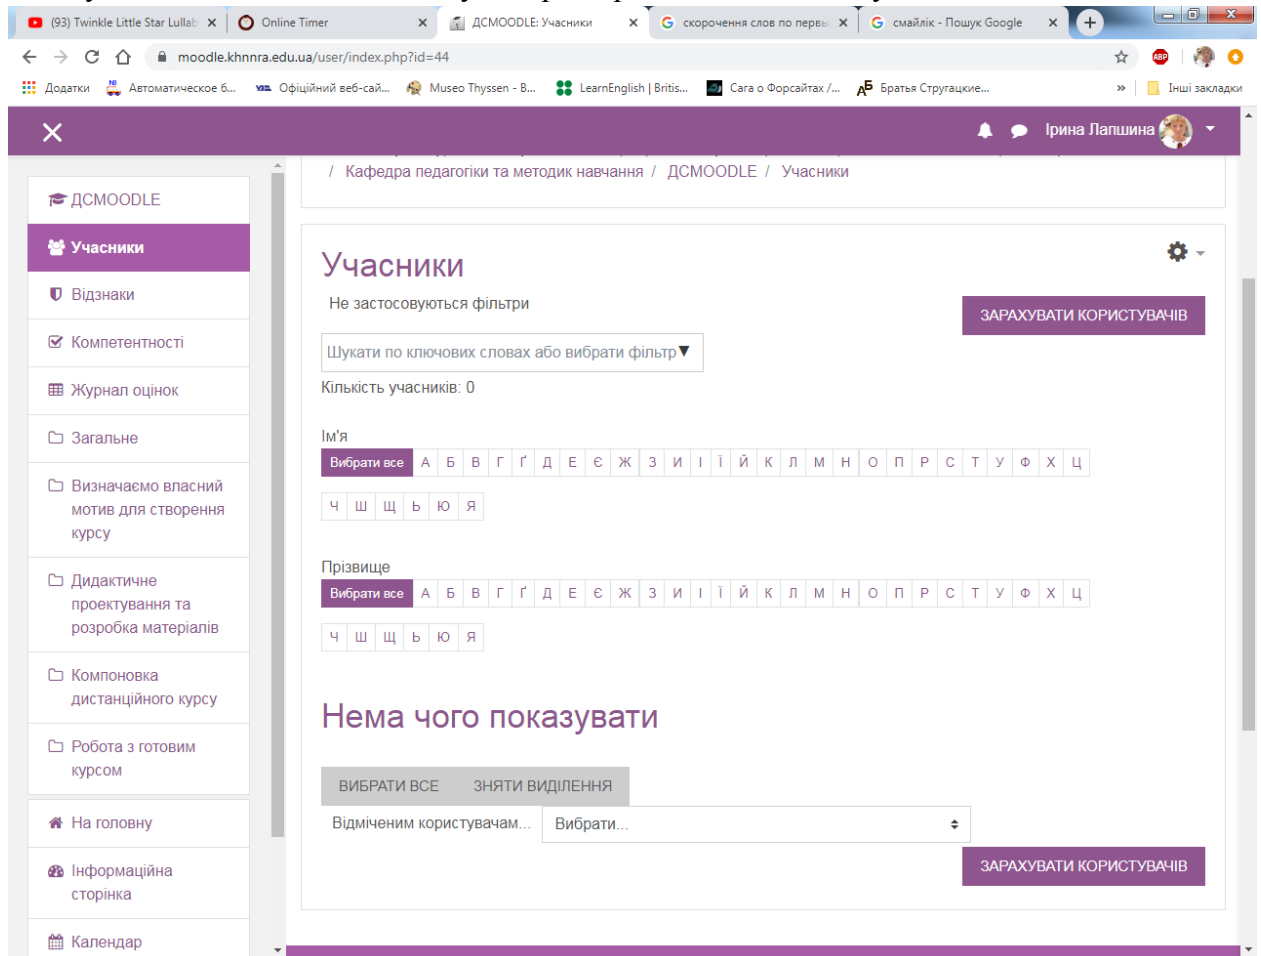 (93) Twinkle Little Star Lullab
Online Timer
ДСMOODLE: Учасники
скорочення слов по первы
смайлік - Пошук Google
moodle.khnnra.edu.ua/user/index.php?id=44
ABP
Додатки
Автоматическое б...
Офіційний веб-сай...
Museo Thyssen - B...
LearnEnglish | Britis...
Сага о Форсайтах /...
Братья Стругацкие...
Інші закладки
Ірина Лапшина
/ Кафедра педагогіки та методик навчання / ДСMOODLE / Учасники
ДСMOODLE
Учасники
Відзнаки
Компетентності
Журнал оцінок
Загальне
Визначаємо власний
мотив для створення
курсу
Дидактичне
проектування та
розробка матеріалів
Компоновка
дистанційного курсу
Робота з готовим
курсом
На головну
Інформаційна
сторінка
Календар
Учасники
Не застосовуються фільтри
ЗАРАХУВАТИ КОРИСТУВАЧІВ
Шукати по ключових словах або вибрати фільтр▼
Кількість учасників: 0
Ім'я
Вибрати все А Б В Г Ґ Д Е Є Ж З И І Ї Й К Л М Н О П Р С Т У Ф Х Ц
Ч Ш Щ Ь Ю Я
Прізвище
Вибрати все А Б В Г Ґ Д Е Є Ж З И І Ї Й К Л М Н О П Р С Т У Ф Х Ц
Ч Ш Щ Ь Ю Я
Нема чого показувати
ВИБРАТИ ВСЕ ЗНЯТИ ВИДІЛЕННЯ
Відміченим користувачам... Вибрати...
ЗАРАХУВАТИ КОРИСТУВАЧІВ